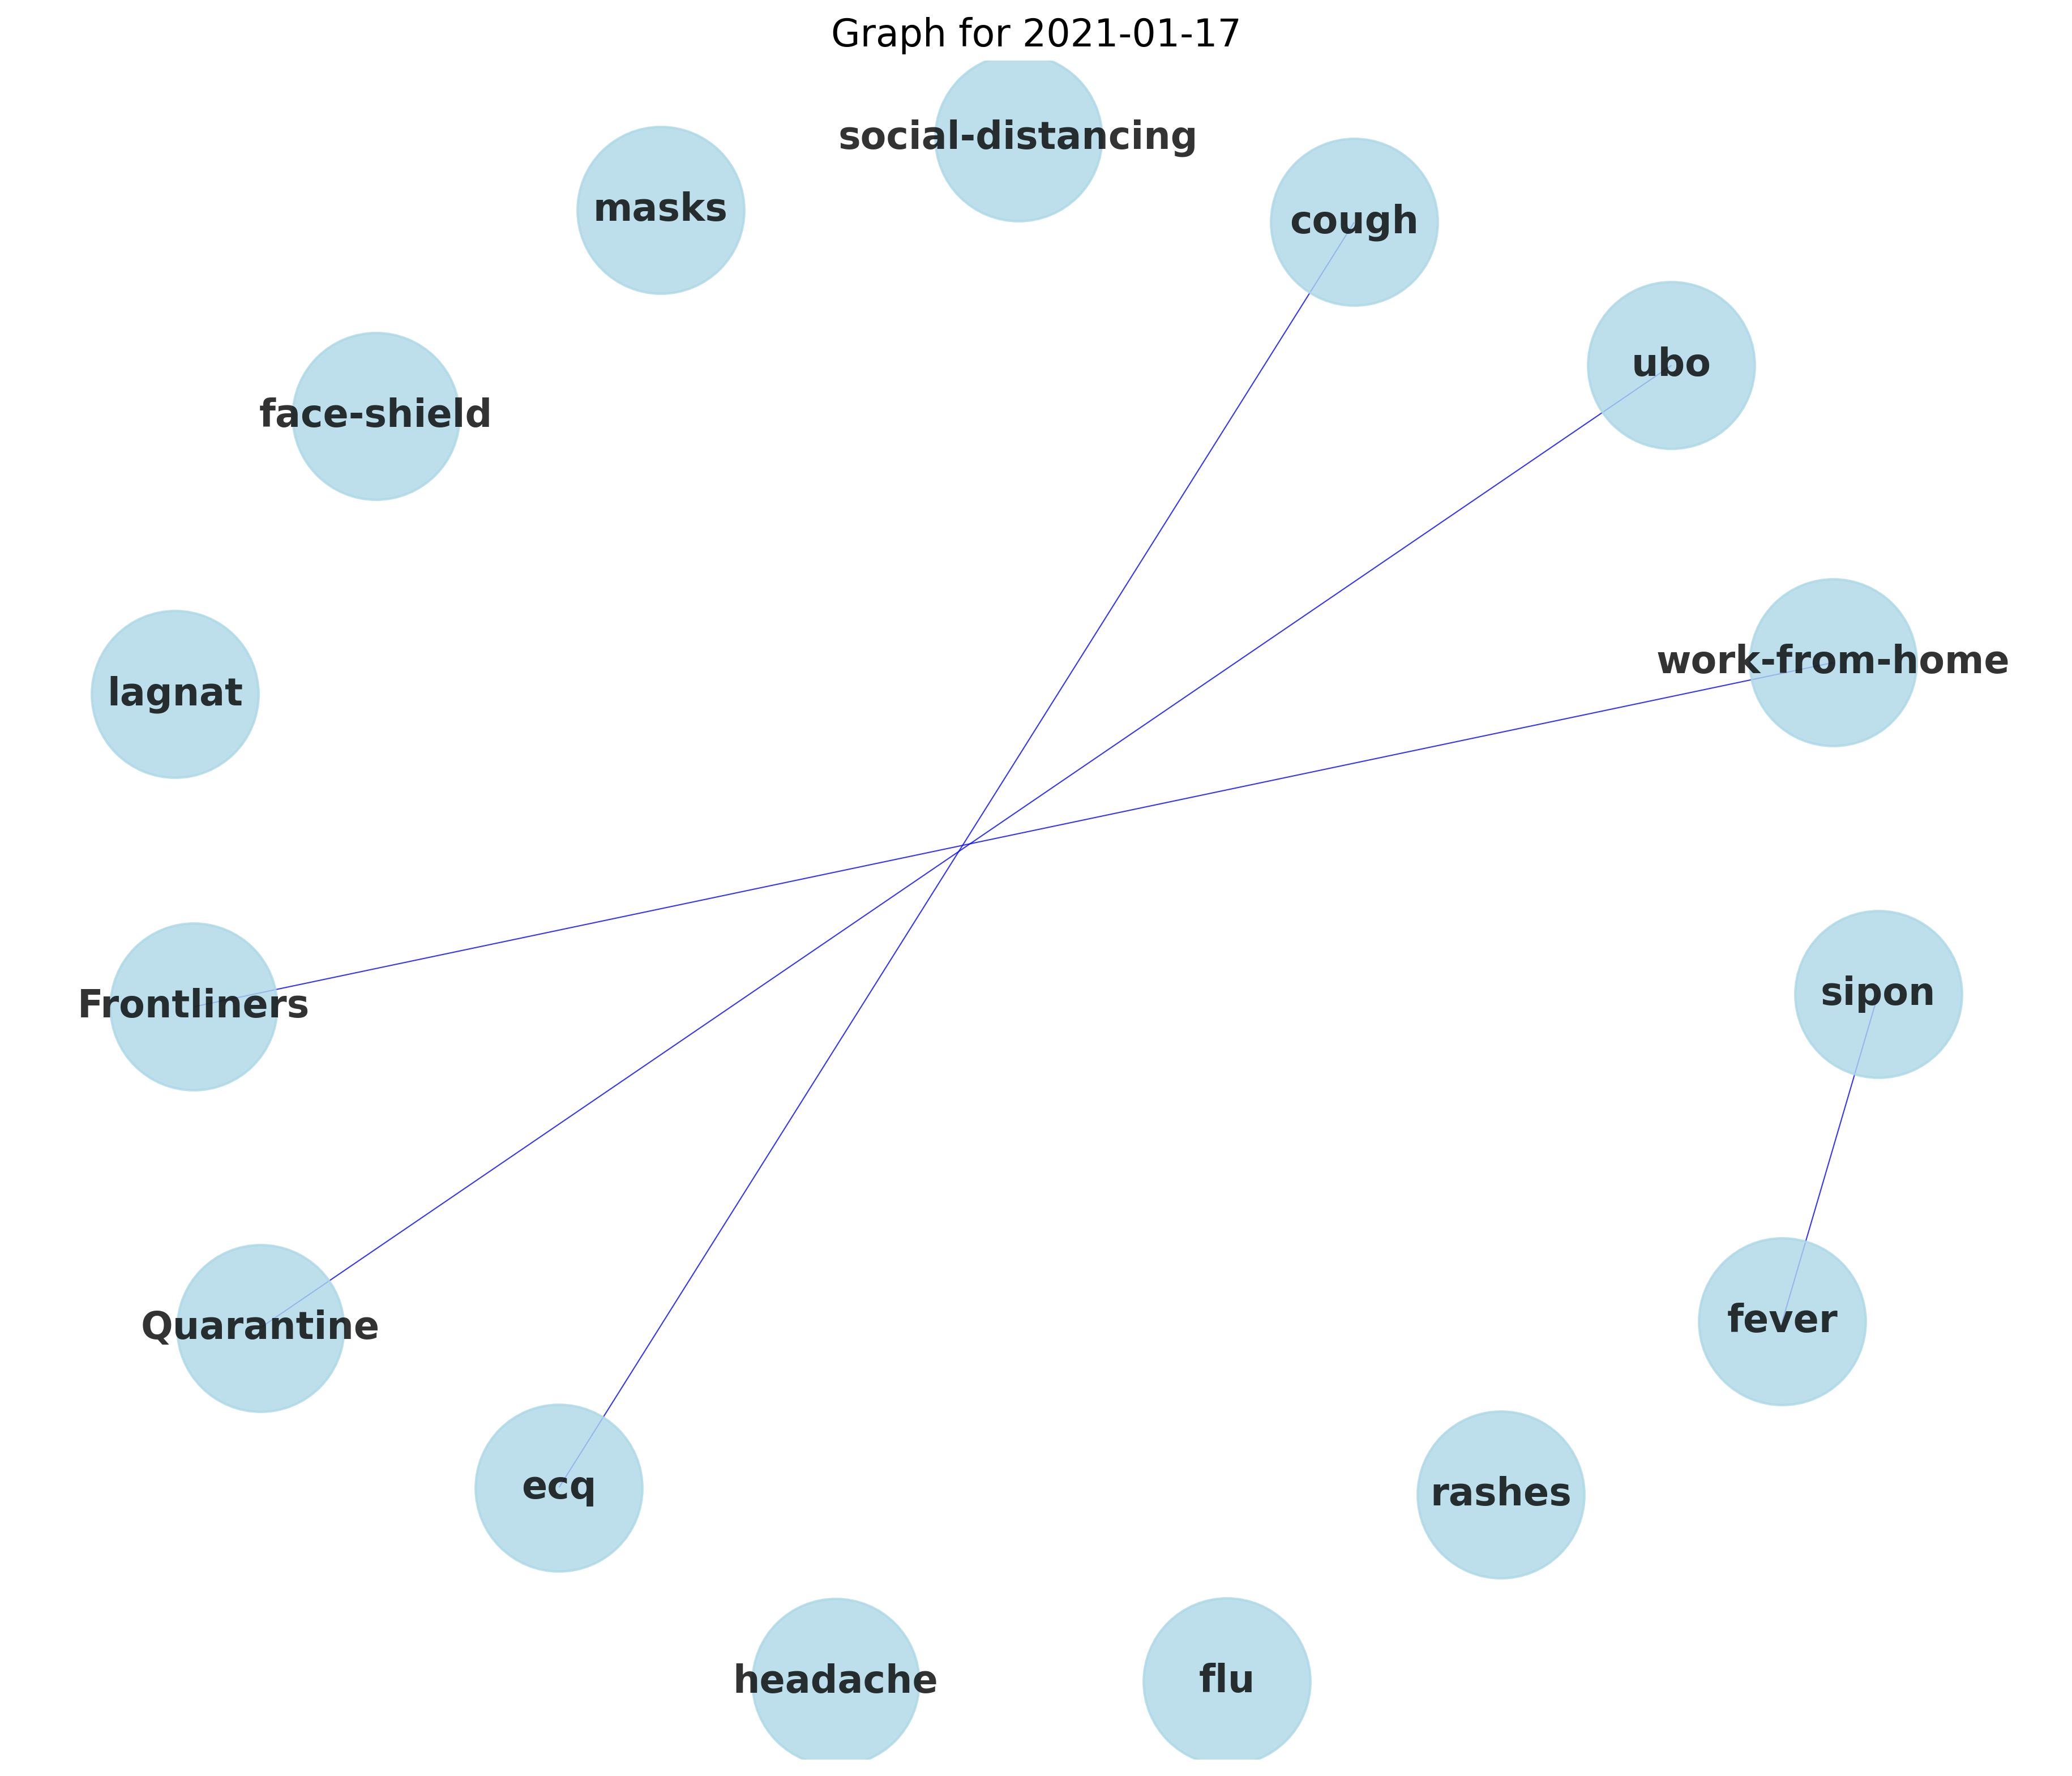 Graph for 2021-01-17
social-distancing
masks
cough
ubo
face-shield
work-from-home
lagnat
sipon
Frontliners
fever
Quarantine
ecq
rashes
headache
flu